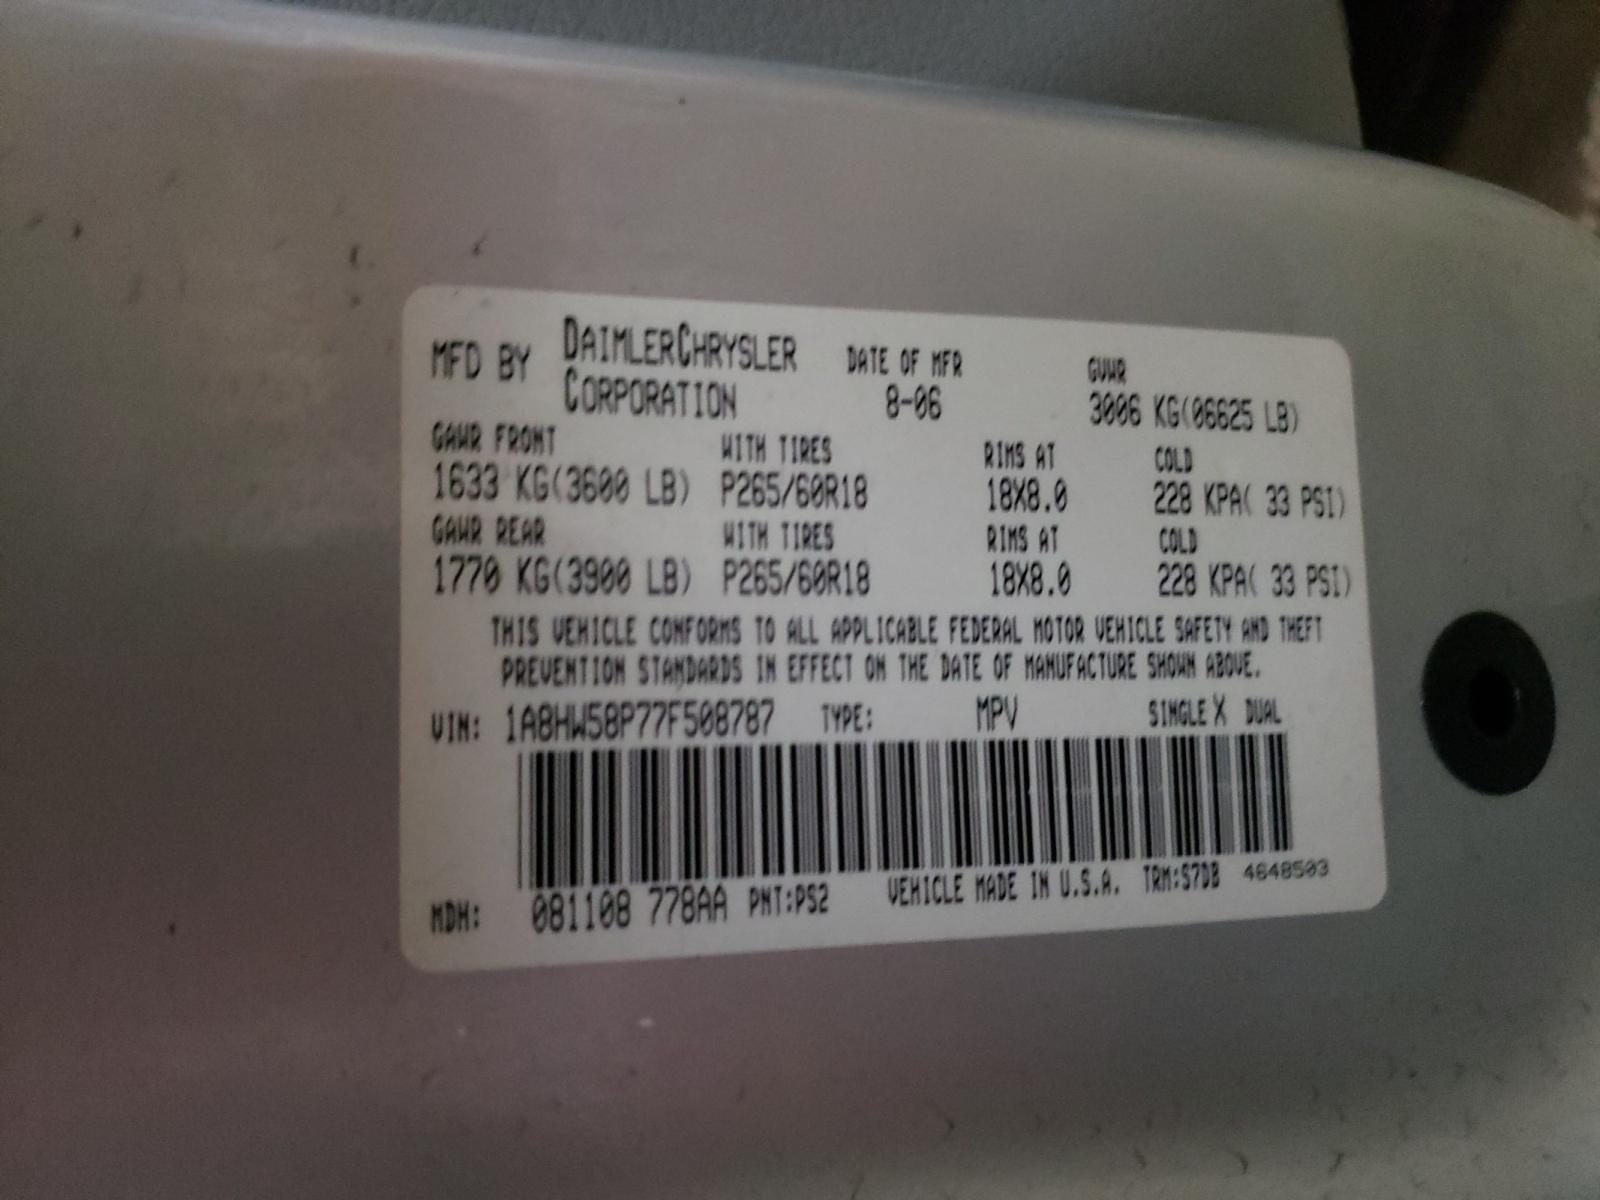 MFD BY DAIMLERCHRYSLER CORPORATION DATE OF MFR 8-06 GVWR 3006 KG(06625 LB)
GAWR FRONT WITH TIRES RIMS AT COLD
1633 KG(3600 LB) P265/60R18 18X8.0 228 KPA( 33 PSI)
GAWR REAR WITH TIRES RIMS AT COLD
1770 KG(3900 LB) P265/60R18 18X8.0 228 KPA( 33 PSI)
THIS VEHICLE CONFORMS TO ALL APPLICABLE FEDERAL MOTOR VEHICLE SAFETY AND THEFT
PREVENTION STANDARDS IN EFFECT ON THE DATE OF MANUFACTURE SHOWN ABOVE.
VIN: 1A8HW58P77F508787 TYPE: MPV SINGLE X DUAL
MDH: 081108 778AA PNT:PS2 VEHICLE MADE IN U.S.A. TRM:S7DB 4648503